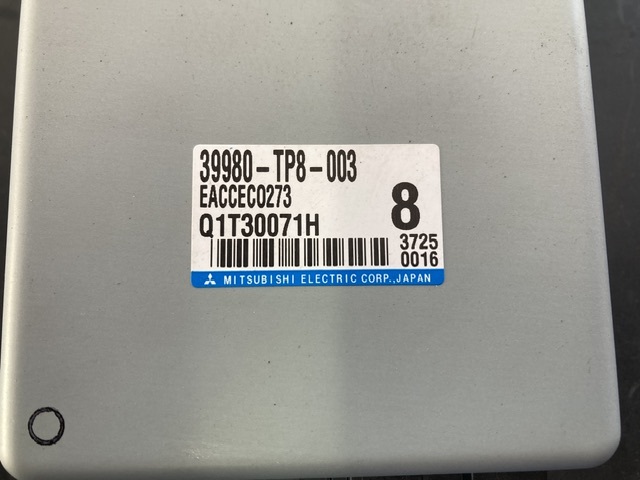 39980-TP8-003
EACCEC0273
Q1T30071H
8
3725
0016
MITSUBISHI ELECTRIC CORP.,JAPAN